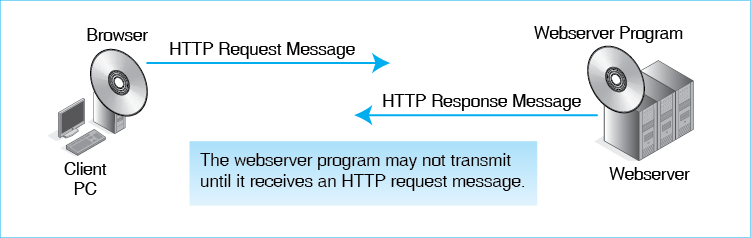 Browser
Webserver Program
HTTP Request Message
HTTP Response Message
The webserver program may not transmit
until it receives an HTTP request message.
Client
PC
Webserver